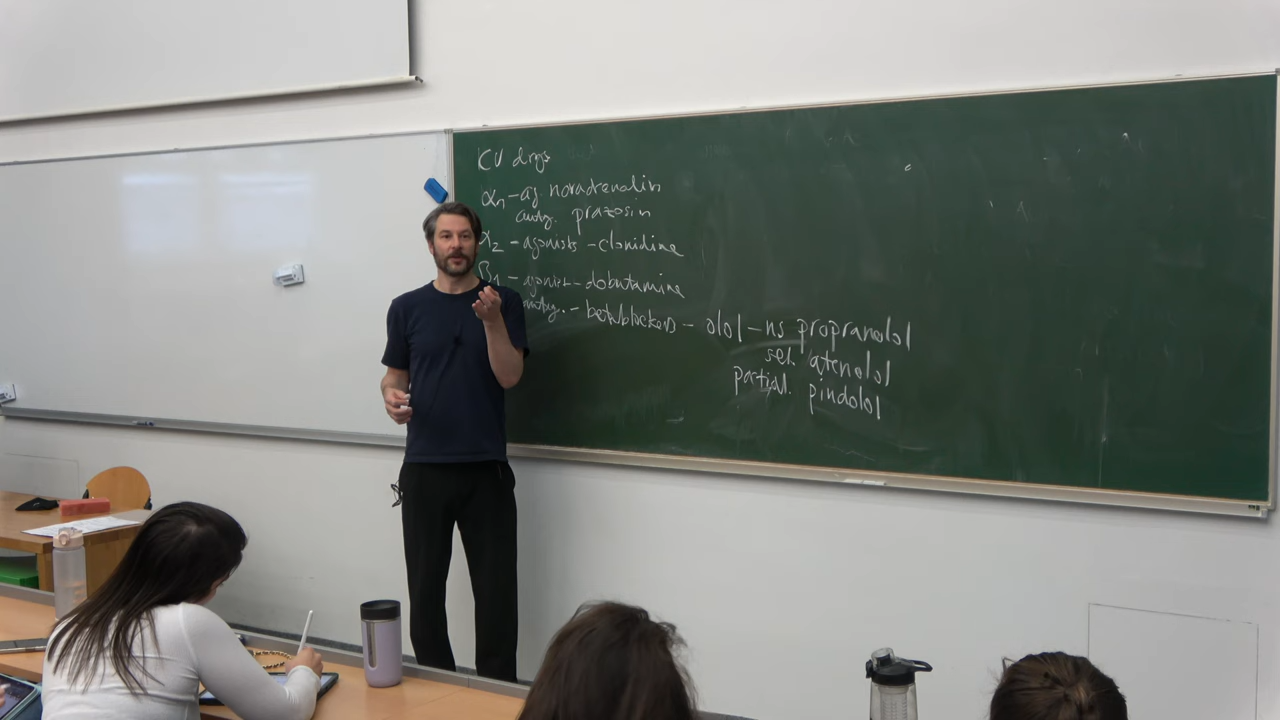 CV drgs
α1 - ag. noradrenalin
antg. prazosin
α2 - agonists - clonidine
β1 - agonist - dobutamine
antg. - betablockers - olol - ns propranolol
sel. atenolol
partial. pindolol